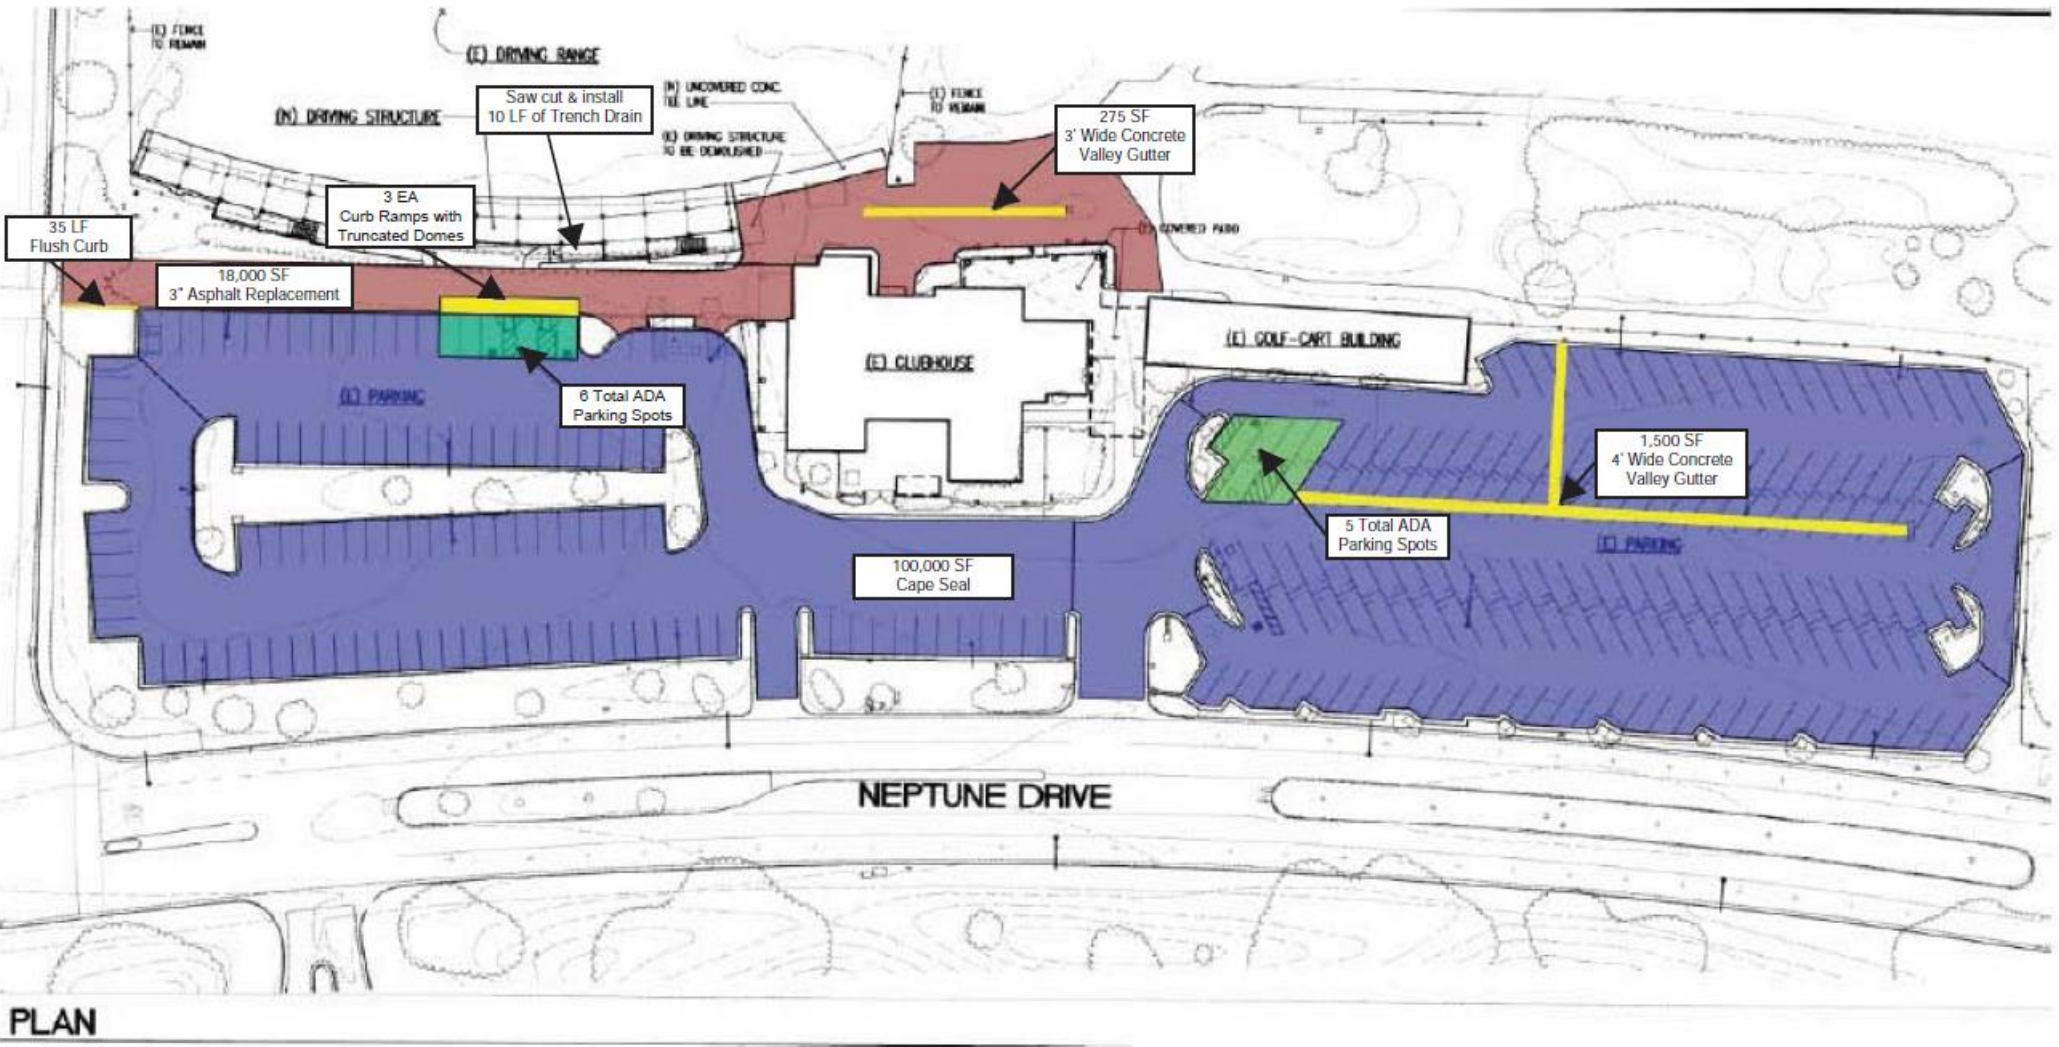 (E) FENCE
TO REMAIN
(E) DRIVING RANGE
(N) DRIVING STRUCTURE
Saw cut & install
10 LF of Trench Drain
(N) UNCOVERED CONC.
TEE LINE
(E) DRIVING STRUCTURE
TO BE DEMOLISHED
(E) FENCE
TO REMAIN
275 SF
3' Wide Concrete
Valley Gutter
3 EA
Curb Ramps with
Truncated Domes
35 LF
Flush Curb
18,000 SF
3" Asphalt Replacement
(E) COVERED PATIO
(E) CLUBHOUSE
(E) GOLF-CART BUILDING
(E) PARKING
6 Total ADA
Parking Spots
1,500 SF
4' Wide Concrete
Valley Gutter
5 Total ADA
Parking Spots
(E) PARKING
100,000 SF
Cape Seal
NEPTUNE DRIVE
PLAN